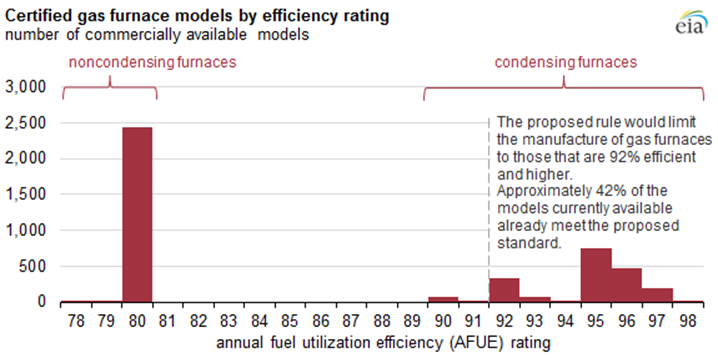 Certified gas furnace models by efficiency rating
number of commercially available models
eia
noncondensing furnaces
condensing furnaces
3,000
2,500
2,000
1,500
1,000
500
0
The proposed rule would limit
the manufacture of gas furnaces
to those that are 92% efficient
and higher.
Approximately 42% of the
models currently available
already meet the proposed
standard.
78 79 80 81 82 83 84 85 86 87 88 89 90 91 92 93 94 95 96 97 98
annual fuel utilization efficiency (AFUE) rating